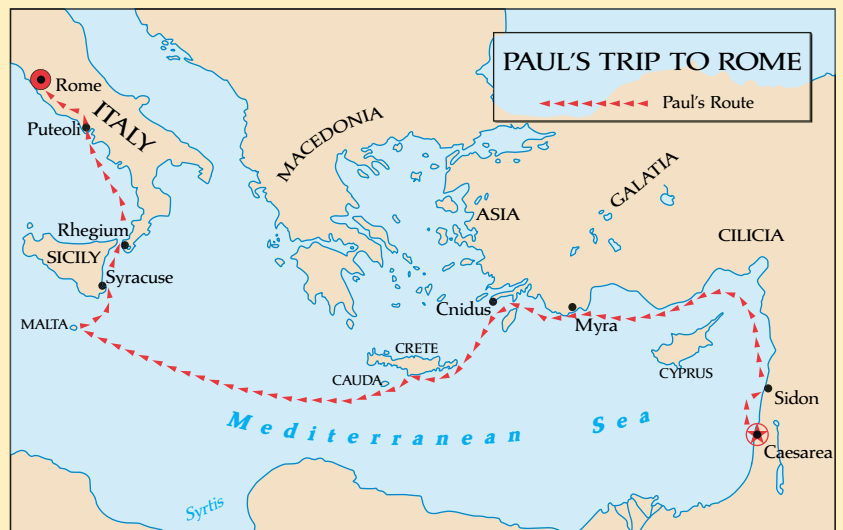 PAUL'S TRIP TO ROME
Paul's Route
Rome
ITALY
Puteoli
MACEDONIA
GALATIA
ASIA
CILICIA
Rhegium
SICILY
Syracuse
MALTA
Cnidus
Myra
CRETE
CAUDA
CYPRUS
Sidon
Mediterranean Sea
Caesarea
Syrtis